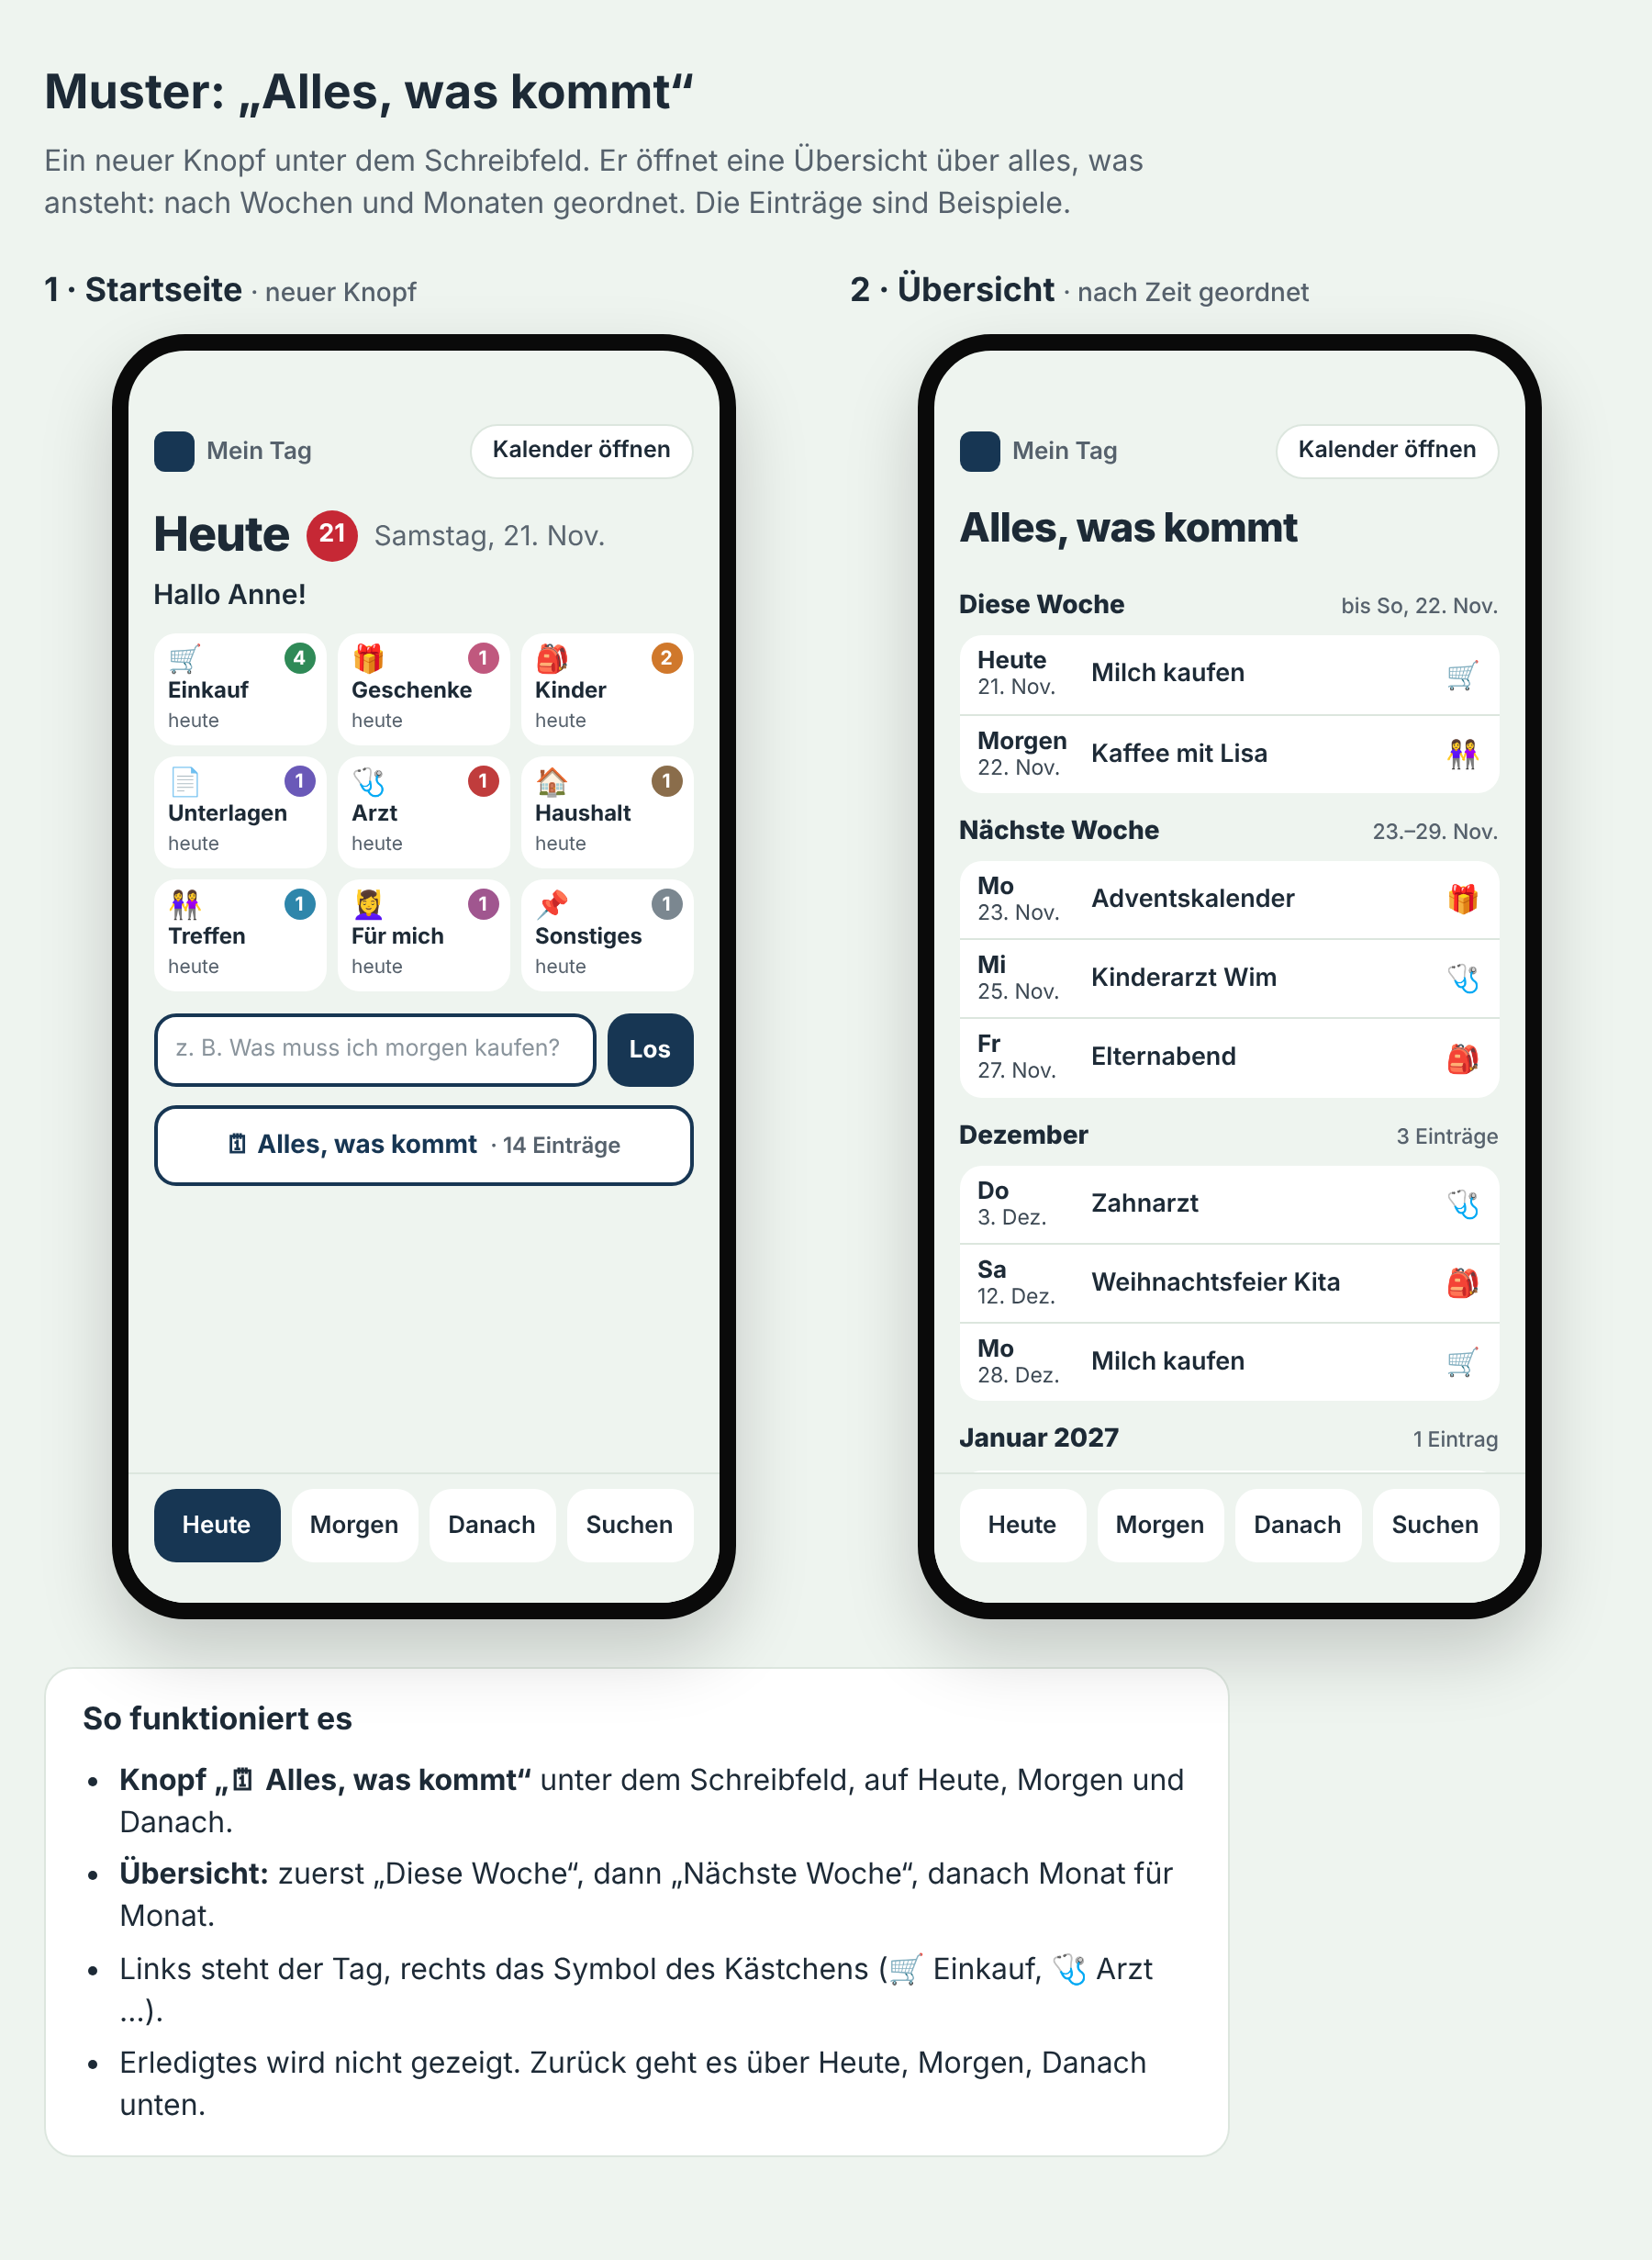 Muster: „Alles, was kommt“
Ein neuer Knopf unter dem Schreibfeld. Er öffnet eine Übersicht über alles, was
ansteht: nach Wochen und Monaten geordnet. Die Einträge sind Beispiele.
1 · Startseite · neuer Knopf
Mein Tag
Kalender öffnen
Heute 21 Samstag, 21. Nov.
Hallo Anne!
🛒 4 🎁 1 🎒 2
Einkauf Geschenke Kinder
heute heute heute
📄 1 🩺 1 🏠 1
Unterlagen Arzt Haushalt
heute heute heute
👭 1 💆‍♀️ 1 📌 1
Treffen Für mich Sonstiges
heute heute heute
z. B. Was muss ich morgen kaufen? Los
🗓 Alles, was kommt · 14 Einträge
Heute Morgen Danach Suchen
2 · Übersicht · nach Zeit geordnet
Mein Tag
Kalender öffnen
Alles, was kommt
Diese Woche bis So, 22. Nov.
Heute
21. Nov.
Milch kaufen 🛒
Morgen
22. Nov.
Kaffee mit Lisa 👭
Nächste Woche 23.–29. Nov.
Mo
23. Nov.
Adventskalender 🎁
Mi
25. Nov.
Kinderarzt Wim 🩺
Fr
27. Nov.
Elternabend 🎒
Dezember 3 Einträge
Do
3. Dez.
Zahnarzt 🩺
Sa
12. Dez.
Weihnachtsfeier Kita 🎒
Mo
28. Dez.
Milch kaufen 🛒
Januar 2027 1 Eintrag
Heute Morgen Danach Suchen
So funktioniert es
• Knopf „🗓 Alles, was kommt“ unter dem Schreibfeld, auf Heute, Morgen und
Danach.
• Übersicht: zuerst „Diese Woche“, dann „Nächste Woche“, danach Monat für
Monat.
• Links steht der Tag, rechts das Symbol des Kästchens (🛒 Einkauf, 🩺 Arzt
…).
• Erledigtes wird nicht gezeigt. Zurück geht es über Heute, Morgen, Danach
unten.